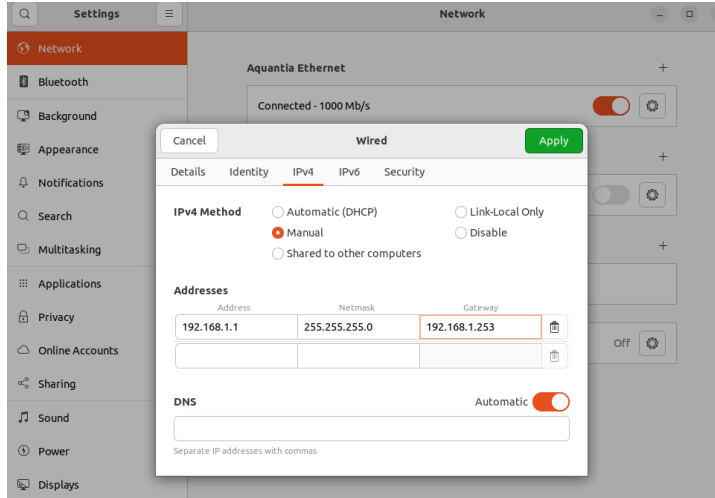 Settings
Network
Network
Bluetooth
Background
Appearance
Notifications
Search
Multitasking
Applications
Privacy
Online Accounts
Sharing
Sound
Power
Displays
Aquantia Ethernet
+
Connected - 1000 Mb/s
+
+
Off
Cancel
Wired
Apply
Details Identity IPv4 IPv6 Security
IPv4 Method
Automatic (DHCP)
Link-Local Only
Manual
Disable
Shared to other computers
Addresses
Address Netmask Gateway
192.168.1.1 255.255.255.0 192.168.1.253
DNS
Automatic
Separate IP addresses with commas